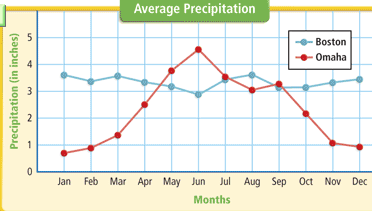 Average Precipitation
Precipitation (in inches)
5
4
3
2
1
0
Boston
Omaha
Jan Feb Mar Apr May Jun Jul Aug Sep Oct Nov Dec
Months